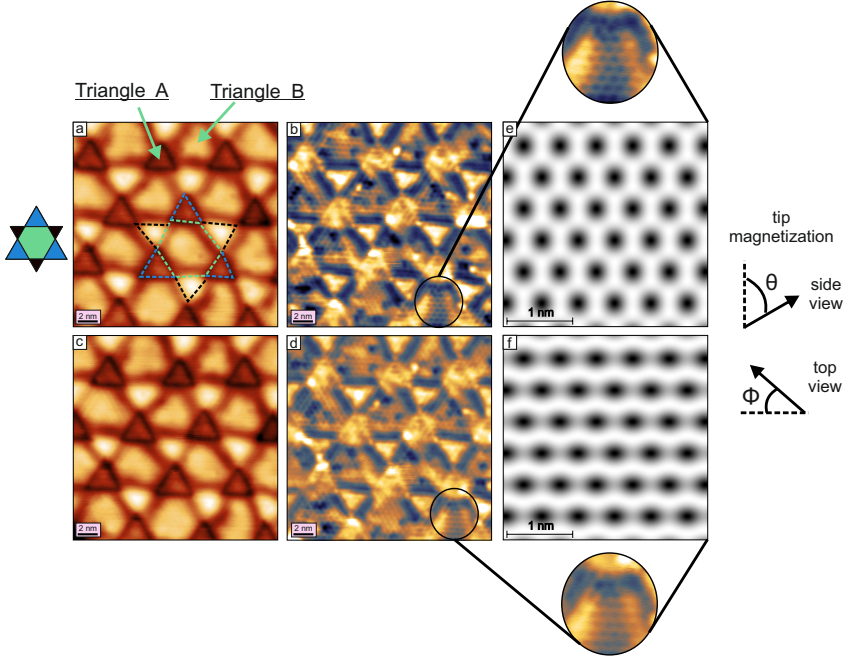 Triangle A
Triangle B
a
b
e
2 nm
2 nm
1 nm
tip
magnetization
θ
side
view
c
d
f
2 nm
2 nm
1 nm
top
view
Φ